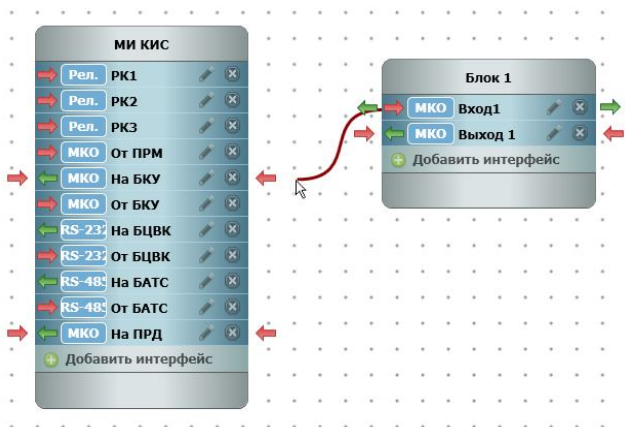 МИ КИС
Рел. РК1
Рел. РК2
Рел. РК3
МКО От ПРМ
МКО На БКУ
МКО От БКУ
RS-232 На БЦВК
RS-232 От БЦВК
RS-485 На БАТС
RS-485 От БАТС
МКО На ПРД
Добавить интерфейс
Блок 1
МКО Вход1
МКО Выход 1
Добавить интерфейс